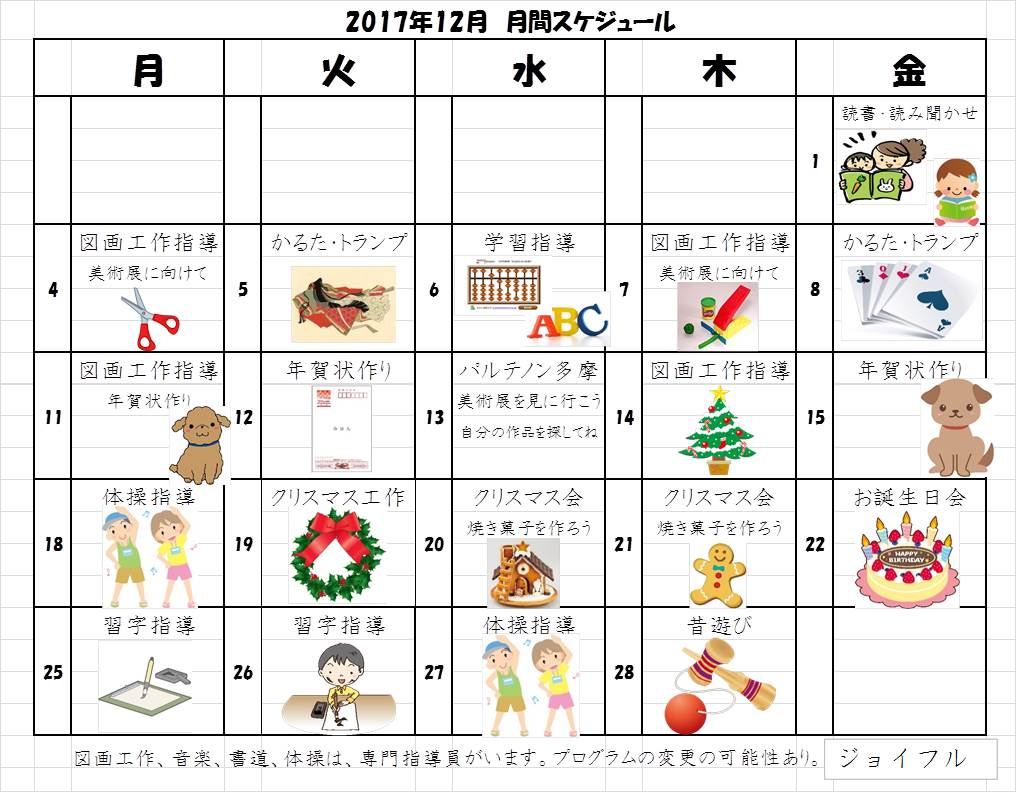 2017年12月 月間スケジュール
月 火 水 木 金
1 読書・読み聞かせ
4 図画工作指導
美術展に向けて
5 かるた・トランプ
6 学習指導
ABC
7 図画工作指導
美術展に向けて
8 かるた・トランプ
11 図画工作指導
年賀状作り
12 年賀状作り
13 パルテノン多摩
美術展を見に行こう
自分の作品を探してね
14 図画工作指導
15 年賀状作り
18 体操指導
19 クリスマス工作
20 クリスマス会
焼き菓子を作ろう
21 クリスマス会
焼き菓子を作ろう
22 お誕生日会
HAPPY
BIRTHDAY
25 習字指導
26 習字指導
27 体操指導
28 昔遊び
図画工作、音楽、書道、体操は、専門指導員がいます。プログラムの変更の可能性あり。
ジョイフル